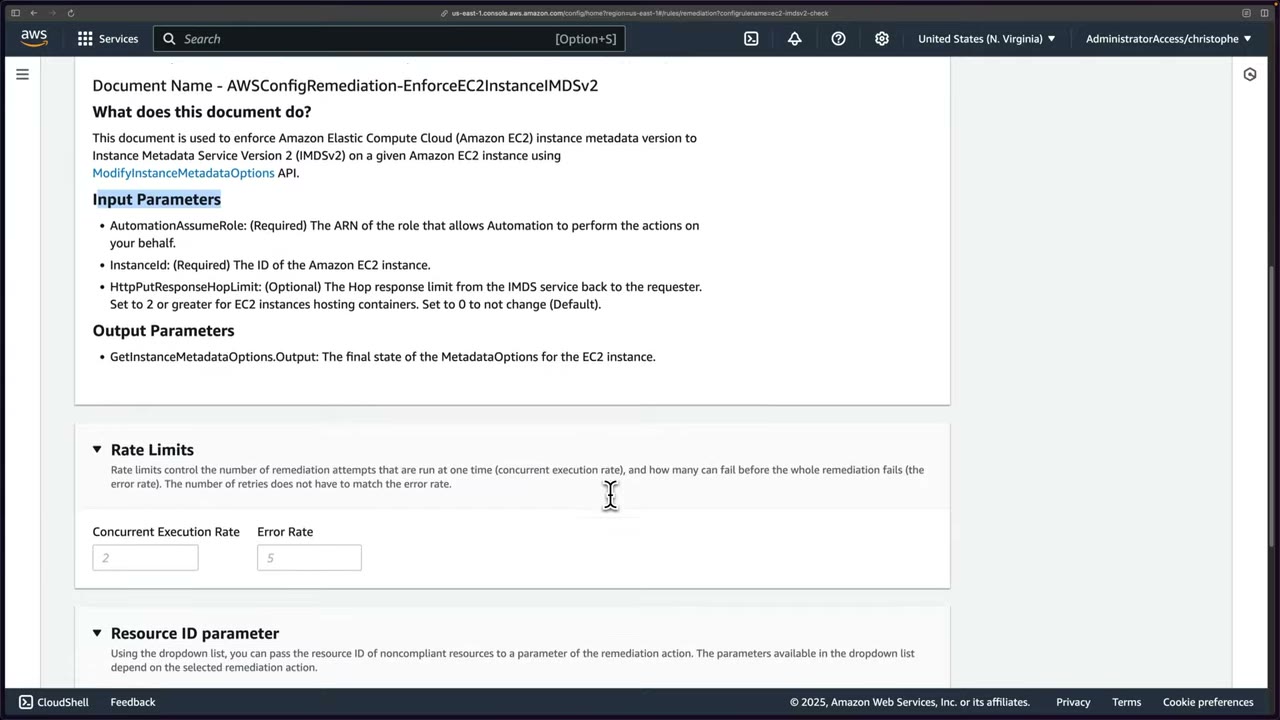 us-east-1.console.aws.amazon.com/config/home?region=us-east-1#/rules/remediation?configrulename=ec2-imdsv2-check
aws
Services
Search
[Option+S]
United States (N. Virginia)
AdministratorAccess/christophe
Document Name - AWSConfigRemediation-EnforceEC2InstanceIMDSv2
What does this document do?
This document is used to enforce Amazon Elastic Compute Cloud (Amazon EC2) instance metadata version to
Instance Metadata Service Version 2 (IMDSv2) on a given Amazon EC2 instance using
ModifyInstanceMetadataOptions API.
Input Parameters
• AutomationAssumeRole: (Required) The ARN of the role that allows Automation to perform the actions on
your behalf.
• InstanceId: (Required) The ID of the Amazon EC2 instance.
• HttpPutResponseHopLimit: (Optional) The Hop response limit from the IMDS service back to the requester.
Set to 2 or greater for EC2 instances hosting containers. Set to 0 to not change (Default).
Output Parameters
• GetInstanceMetadataOptions.Output: The final state of the MetadataOptions for the EC2 instance.
Rate Limits
Rate limits control the number of remediation attempts that are run at one time (concurrent execution rate), and how many can fail before the whole remediation fails (the
error rate). The number of retries does not have to match the error rate.
Concurrent Execution Rate
Error Rate
2
5
Resource ID parameter
Using the dropdown list, you can pass the resource ID of noncompliant resources to a parameter of the remediation action. The parameters available in the dropdown list
depend on the selected remediation action.
CloudShell
Feedback
© 2025, Amazon Web Services, Inc. or its affiliates.
Privacy
Terms
Cookie preferences